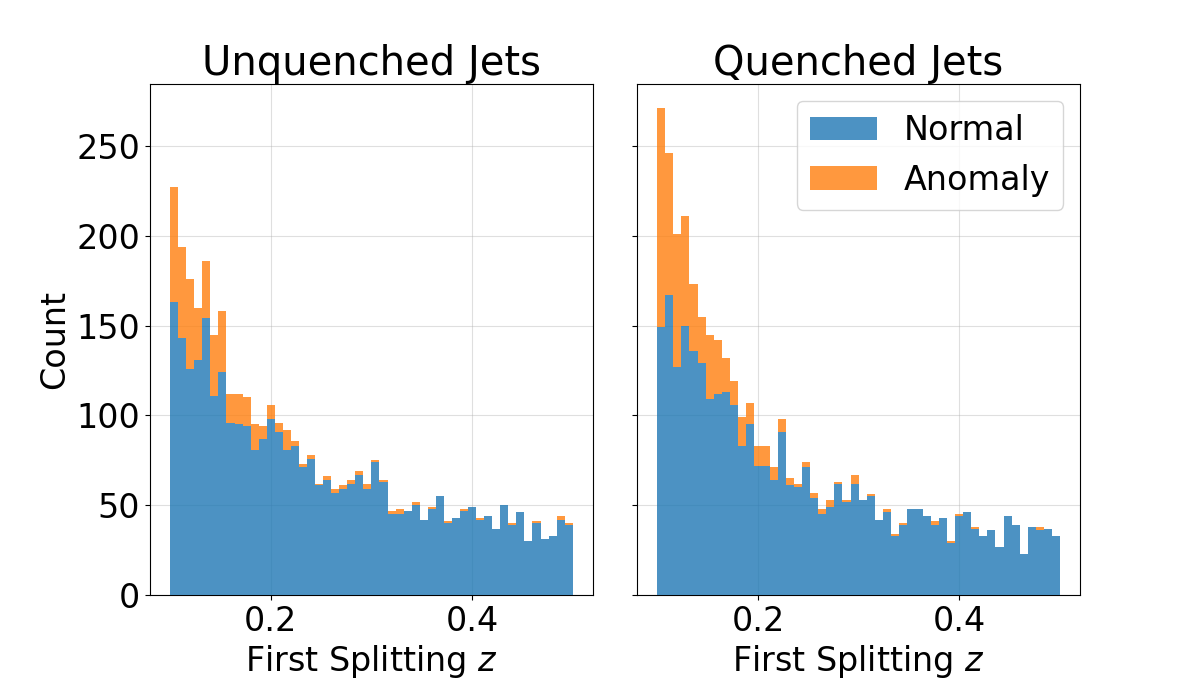 Unquenched Jets
Quenched Jets
Normal
Anomaly
Count
250
200
150
100
50
0
0.2
0.4
0.2
0.4
First Splitting z
First Splitting z